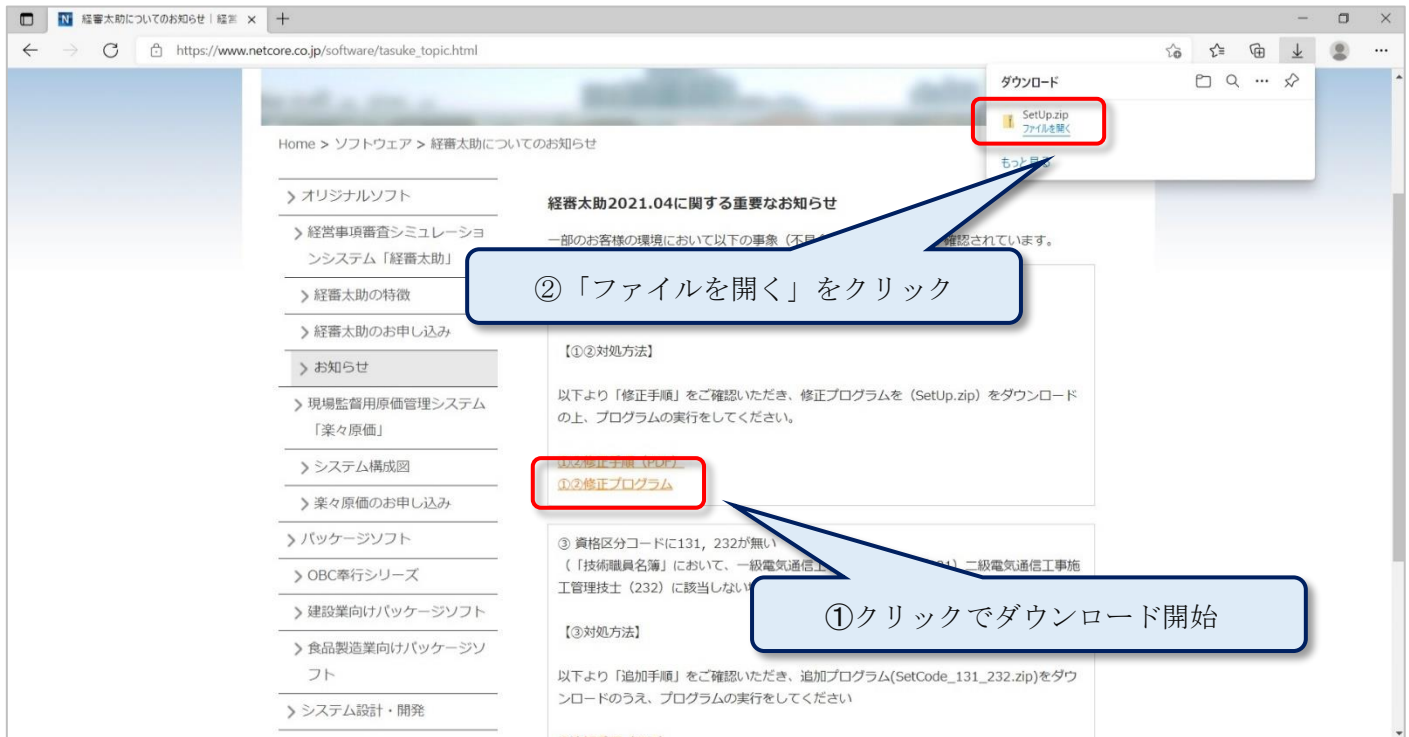 経審太助についてのお知らせ｜経営
https://www.netcore.co.jp/software/tasuke_topic.html
ダウンロード
SetUp.zip
ファイルを開く
もっと見る
Home > ソフトウェア > 経審太助についてのお知らせ
オリジナルソフト
経営事項審査シミュレーショ
ンシステム「経審太助」
経審太助の特徴
経審太助のお申し込み
お知らせ
現場監督用原価管理システム
「楽々原価」
システム構成図
楽々原価のお申し込み
パッケージソフト
OBC奉行シリーズ
建設業向けパッケージソフト
食品製造業向けパッケージソ
フト
システム設計・開発
経審太助2021.04に関する重要なお知らせ
一部のお客様の環境において以下の事象（不具 確認されています。
②「ファイルを開く」をクリック
【①②対処方法】
以下より「修正手順」をご確認いただき、修正プログラムを（SetUp.zip）をダウンロード
の上、プログラムの実行をしてください。
①②修正手順（PDF）
①②修正プログラム
③ 資格区分コードに131，232が無い
（「技術職員名簿」において、一級電気通信工 二級電気通信工事施
工管理技士（232）に該当しない
①クリックでダウンロード開始
【③対処方法】
以下より「追加手順」をご確認いただき、追加プログラム(SetCode_131_232.zip)をダウ
ンロードのうえ、プログラムの実行をしてください